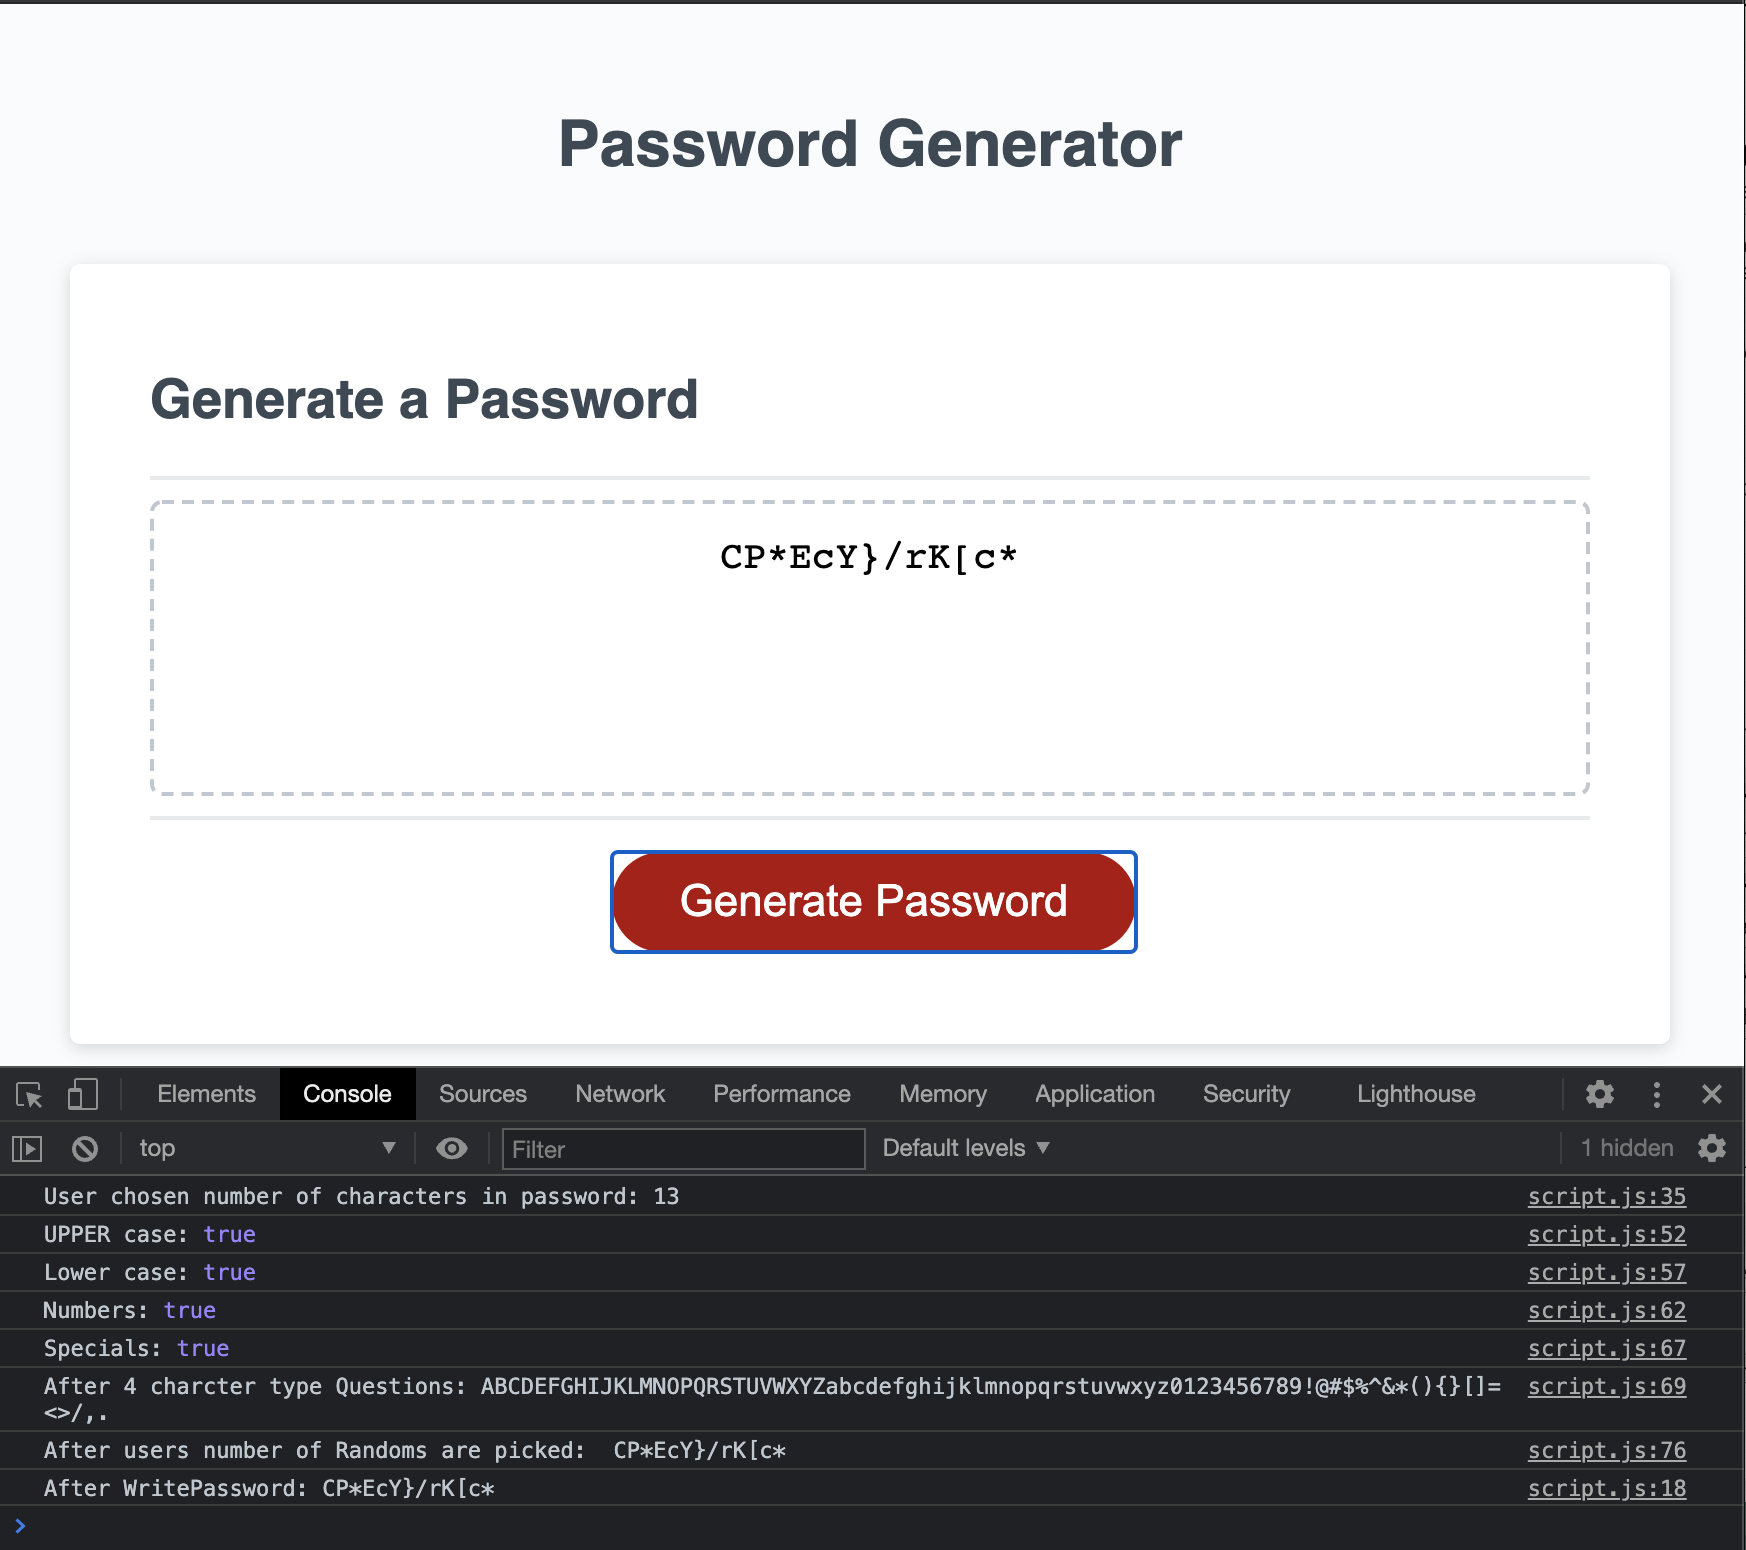 Password Generator
Generate a Password
CP*EcY}/rK[c*
Generate Password
Elements Console Sources Network Performance Memory Application Security Lighthouse
top Filter Default levels 1 hidden
User chosen number of characters in password: 13 script.js:35
UPPER case: true script.js:52
Lower case: true script.js:57
Numbers: true script.js:62
Specials: true script.js:67
After 4 charcter type Questions: ABCDEFGHIJKLMNOPQRSTUVWXYZabcdefghijklmnopqrstuvwxyz0123456789!@#$%^&*(){}[]= script.js:69
<>/,.
After users number of Randoms are picked:  CP*EcY}/rK[c* script.js:76
After WritePassword: CP*EcY}/rK[c* script.js:18